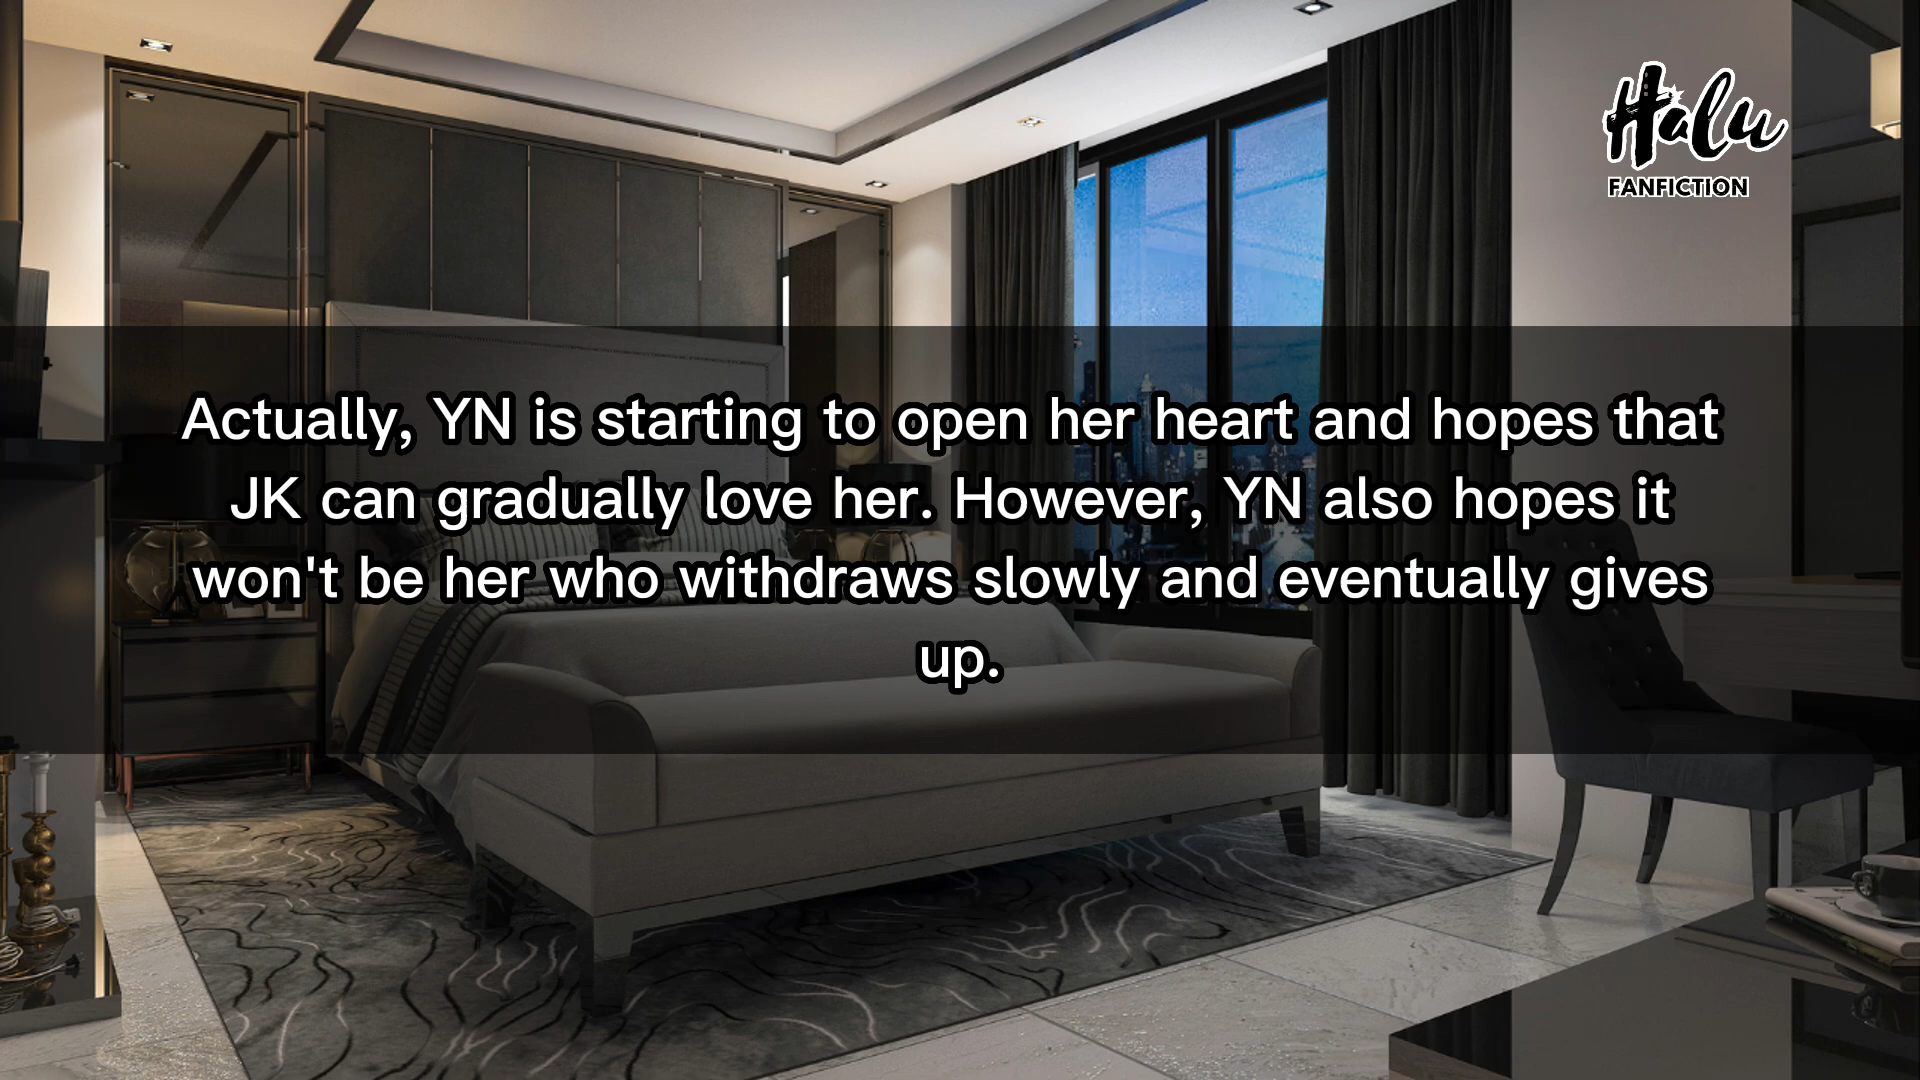 Halu
FANFICTION
Actually, YN is starting to open her heart and hopes that
JK can gradually love her. However, YN also hopes it
won't be her who withdraws slowly and eventually gives
up.